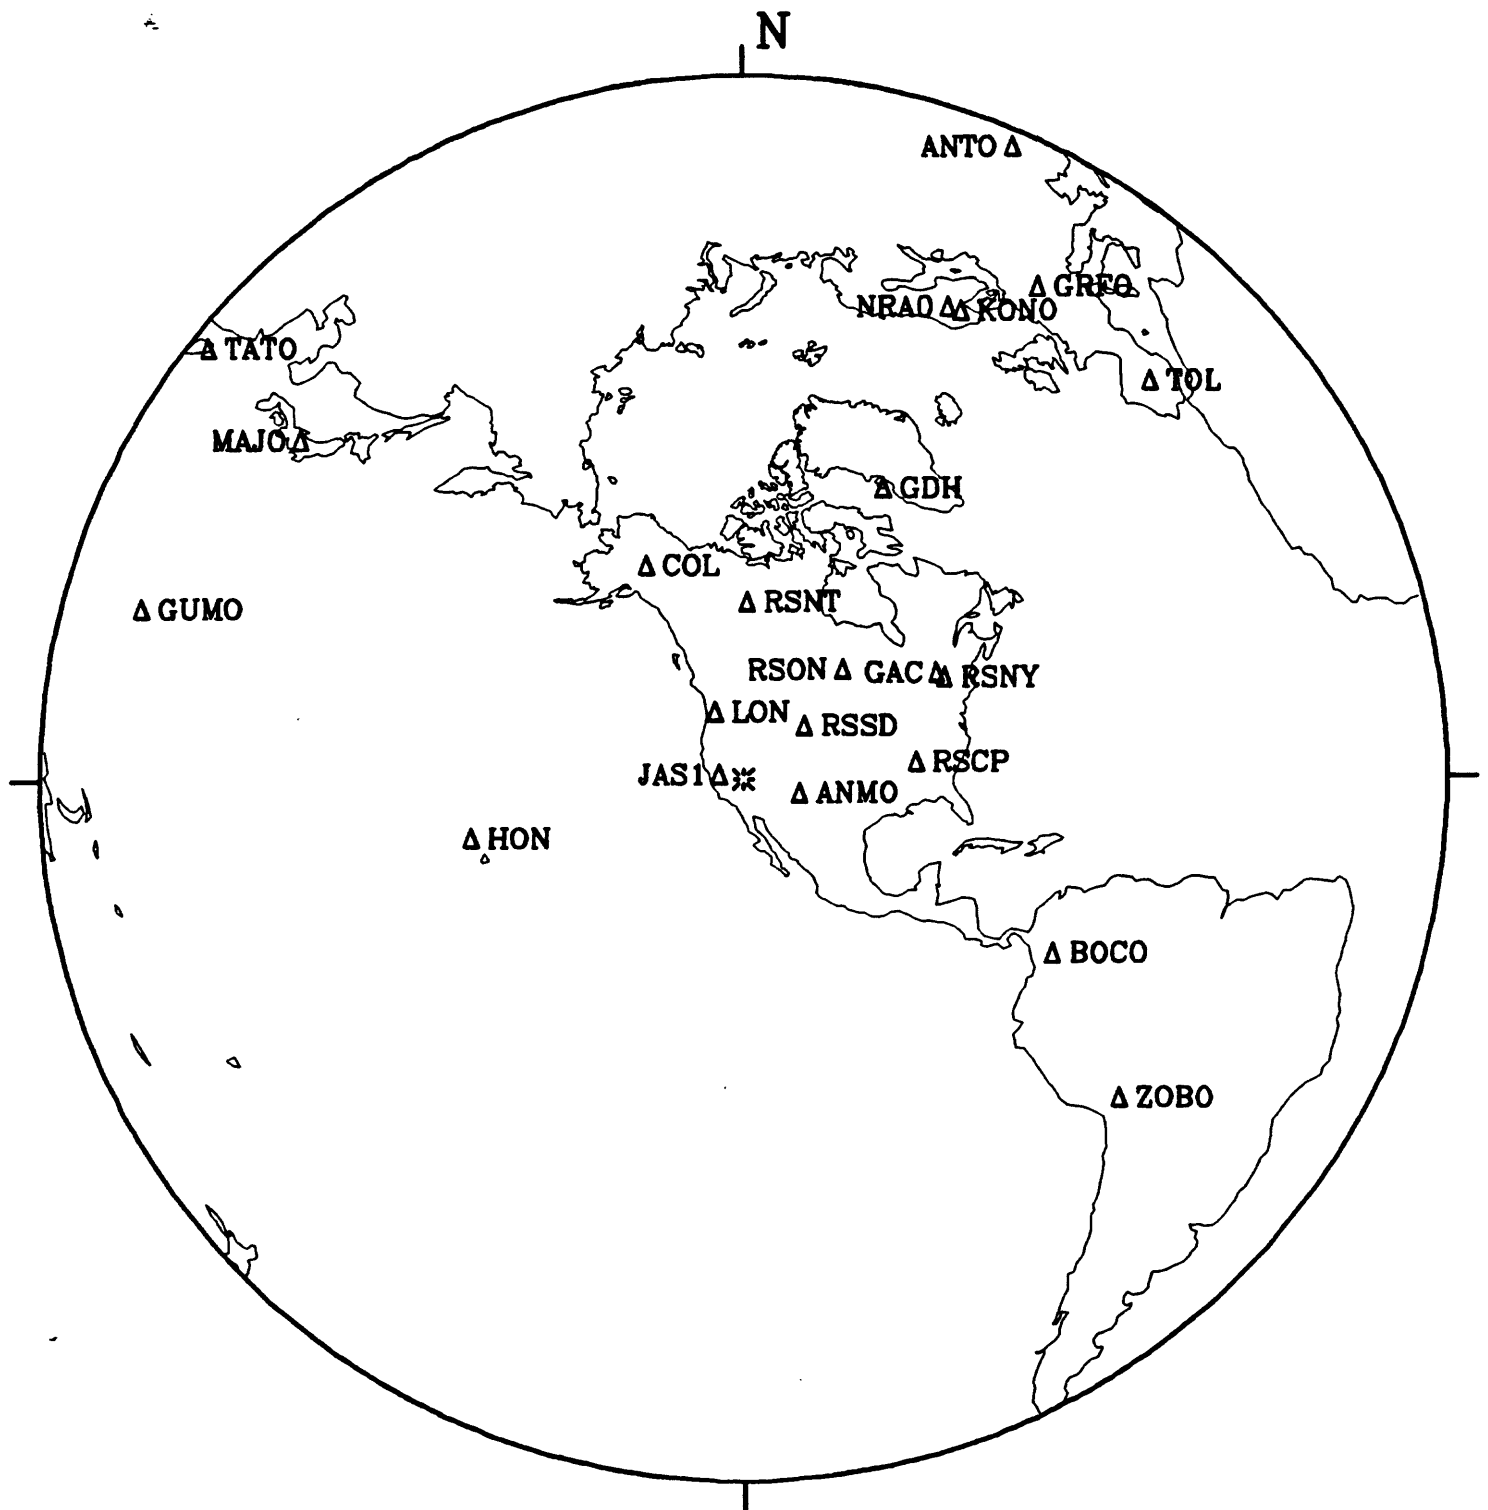 N
ANTO
GRFO
NRAO
KONO
TATO
TOL
MAJO
GDH
COL
RSNT
GUMO
RSON
GAC
RSNY
LON
RSSD
RSCP
JAS1
ANMO
HON
BOCO
ZOBO